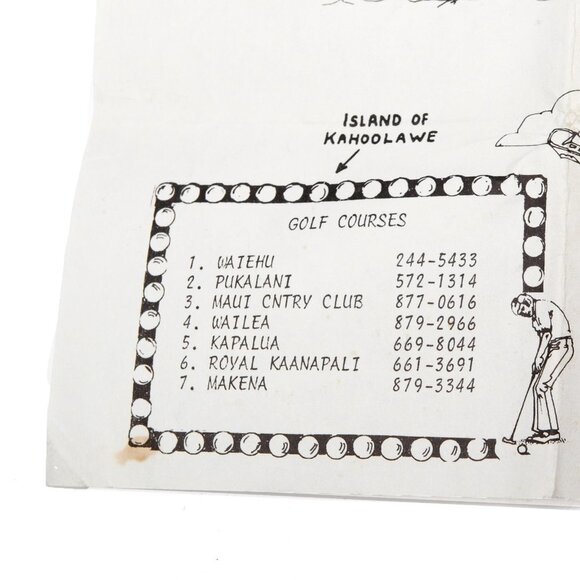 ISLAND OF
KAHOOLAWE
GOLF COURSES
1. WAIEHU 244-5433
2. PUKALANI 572-1314
3. MAUI CNTRY CLUB 877-0616
4. WAILEA 879-2966
5. KAPALUA 669-8044
6. ROYAL KAANAPALI 661-3691
7. MAKENA 879-3344